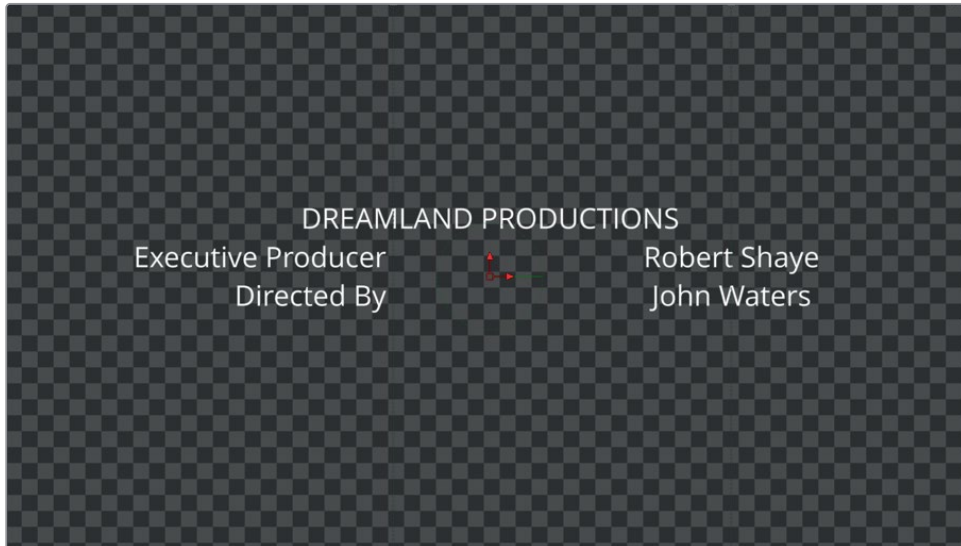 DREAMLAND PRODUCTIONS
Executive Producer Robert Shaye
Directed By John Waters